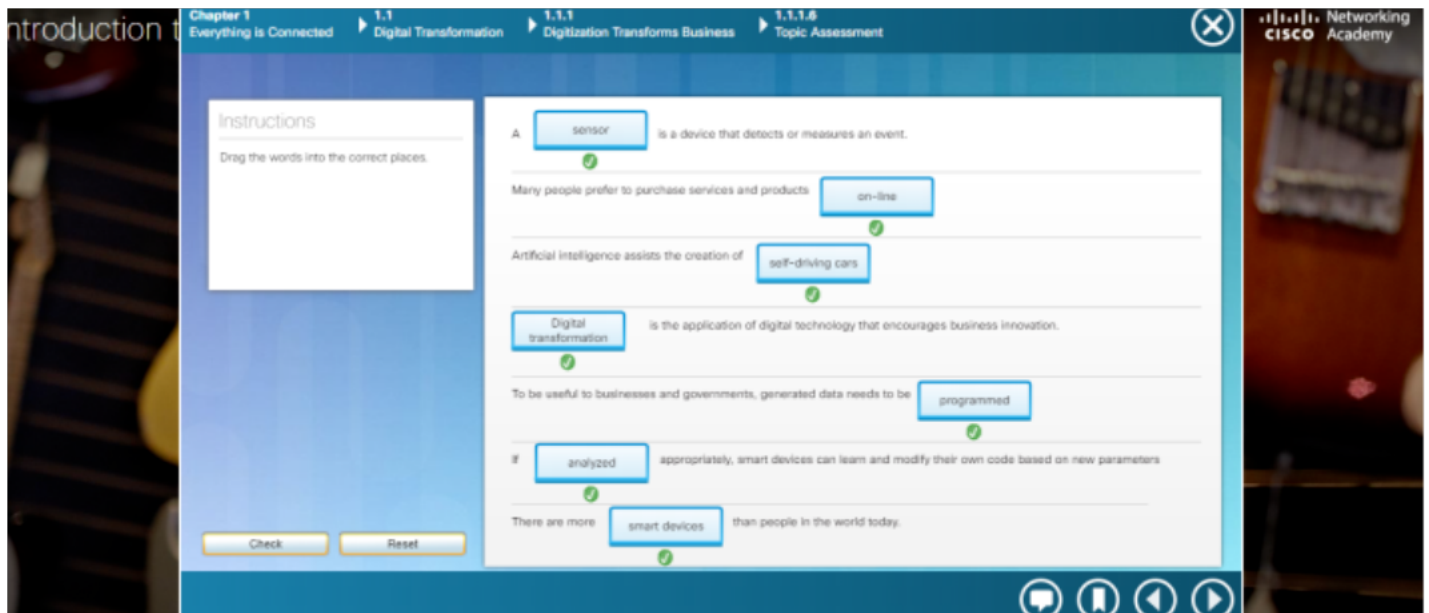 ntroduction t
Chapter 1
Everything is Connected
1.1
Digital Transformation
1.1.1
Digitization Transforms Business
1.1.1.6
Topic Assessment
Networking
CISCO Academy
Instructions
Drag the words into the correct places.
A sensor is a device that detects or measures an event.
Many people prefer to purchase services and products on-line
Artificial intelligence assists the creation of self-driving cars
Digital
transformation is the application of digital technology that encourages business innovation.
To be useful to businesses and governments, generated data needs to be programmed
If analyzed appropriately, smart devices can learn and modify their own code based on new parameters
There are more smart devices than people in the world today.
Check Reset